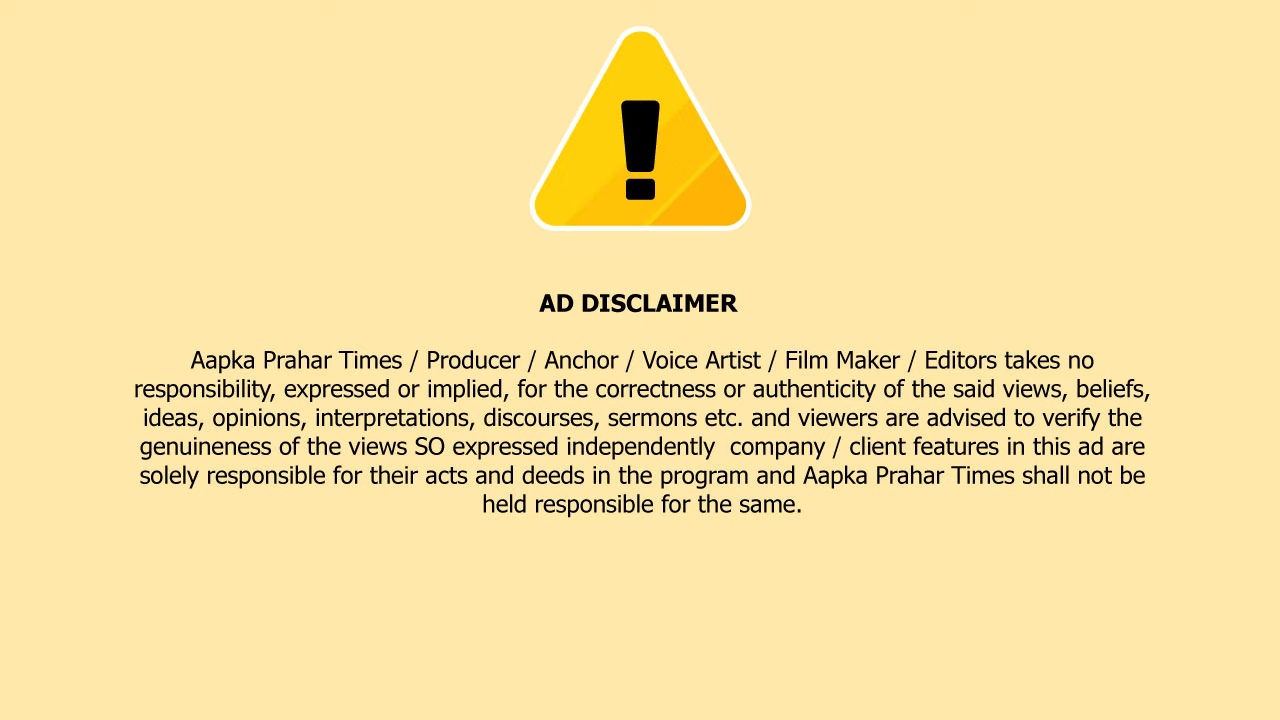 AD DISCLAIMER
Aapka Prahar Times / Producer / Anchor / Voice Artist / Film Maker / Editors takes no
responsibility, expressed or implied, for the correctness or authenticity of the said views, beliefs,
ideas, opinions, interpretations, discourses, sermons etc. and viewers are advised to verify the
genuineness of the views SO expressed independently  company / client features in this ad are
solely responsible for their acts and deeds in the program and Aapka Prahar Times shall not be
held responsible for the same.